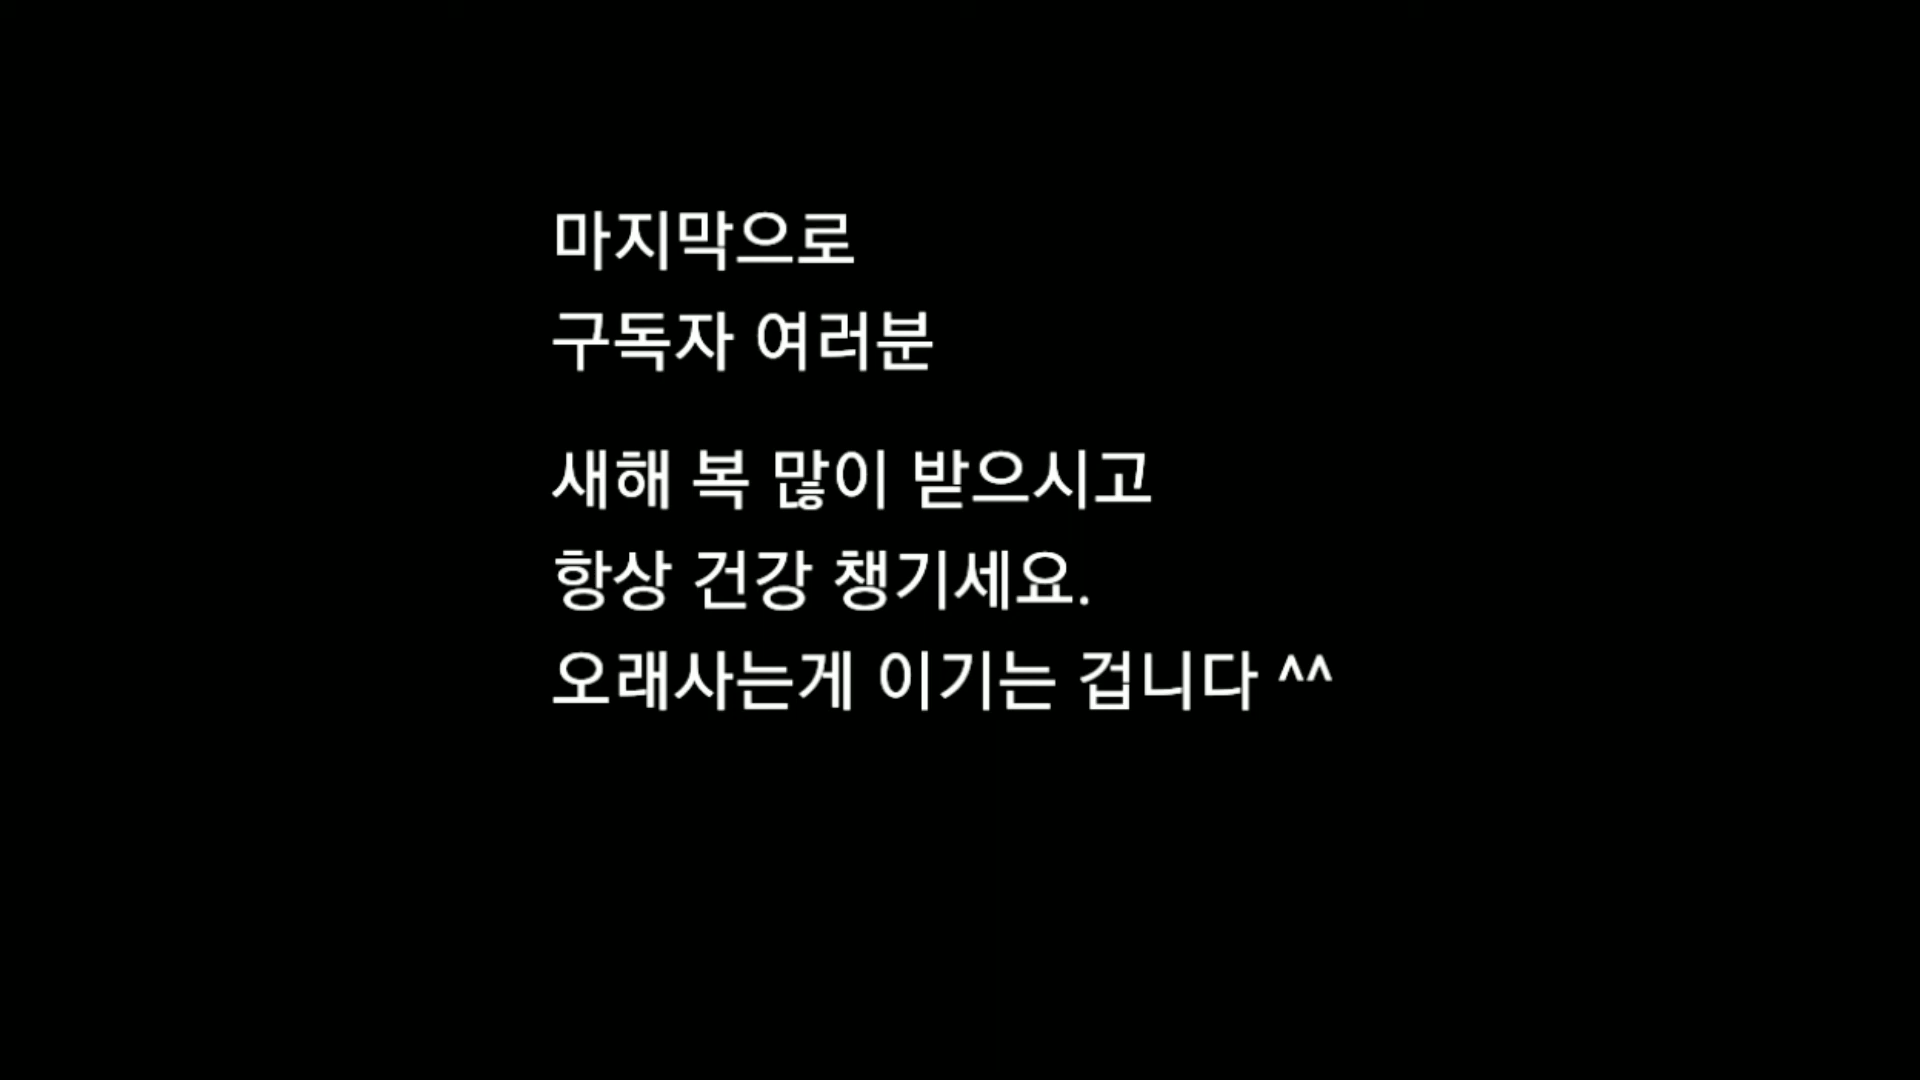 마지막으로
구독자 여러분
새해 복 많이 받으시고
항상 건강 챙기세요.
오래사는게 이기는 겁니다 ^^